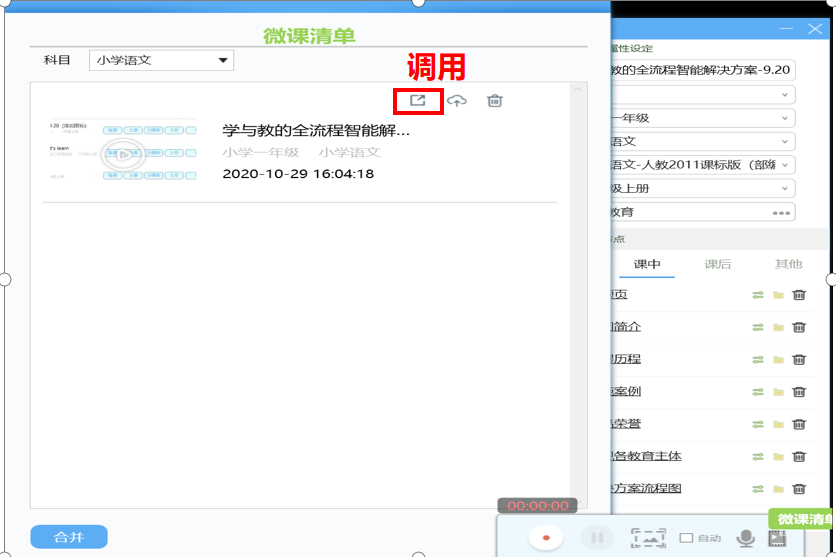 微课清单
科目 小学语文
调用
学与教的全流程智能解...
小学一年级 小学语文
2020-10-29 16:04:18
合并
属性设定
教的全流程智能解决方案-9.20
一年级
语文
语文-人教2011课标版（部编
级上册
教育
点
课中 课后 其他
页
简介
历程
案例
荣誉
各教育主体
方案流程图
00:00:00
自动
微课清单